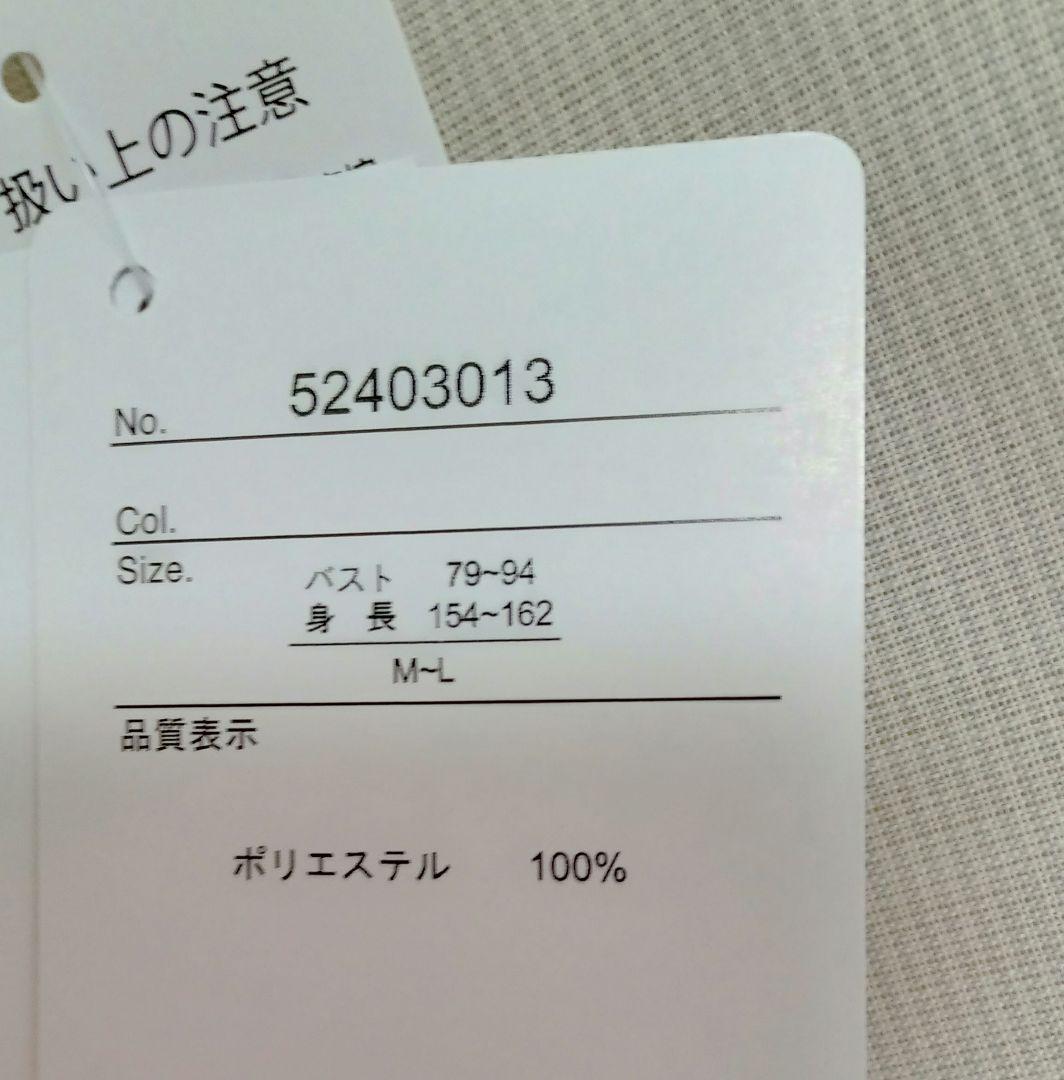 扱い上の注意
No. 52403013
Col.
Size. バスト 79~94
身 長 154~162
M~L
品質表示
ポリエステル 100%